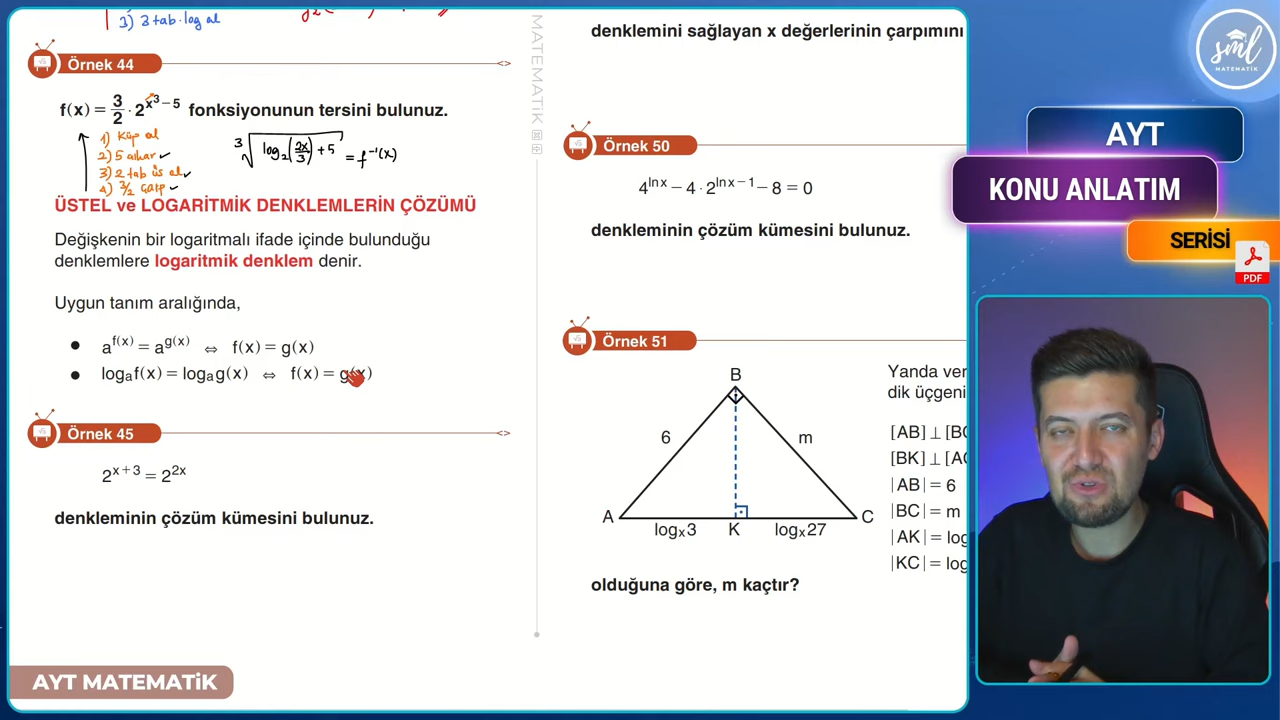 3) 3 tab. log al
Örnek 44
f(x) = 3/2 · 2^(x^3 − 5) fonksiyonunun tersini bulunuz.
1) Küp al
2) 5 çıkar
3) 2 tab üs al
4) 3/2 çarp
∛(log₂(2x/3) + 5) = f⁻¹(x)
ÜSTEL ve LOGARİTMİK DENKLEMLERİN ÇÖZÜMÜ
Değişkenin bir logaritmalı ifade içinde bulunduğu
denklemlere logaritmik denklem denir.
Uygun tanım aralığında,
• a^f(x) = a^g(x) ⇔ f(x) = g(x)
• logₐf(x) = logₐg(x) ⇔ f(x) = g(x)
Örnek 45
2^(x+3) = 2^(2x)
denkleminin çözüm kümesini bulunuz.
AYT MATEMATİK
MATEMATİK
denklemini sağlayan x değerlerinin çarpımını
Örnek 50
4^(ln x) − 4 · 2^(ln x − 1) − 8 = 0
denkleminin çözüm kümesini bulunuz.
Örnek 51
B
6
m
A
K
C
logₓ3
logₓ27
Yanda ver
dik üçgeni
[AB] ⊥ [BC
[BK] ⊥ [AC
|AB| = 6
|BC| = m
|AK| = log
|KC| = log
olduğuna göre, m kaçtır?
sml
MATEMATİK
AYT
KONU ANLATIM
SERİSİ
PDF